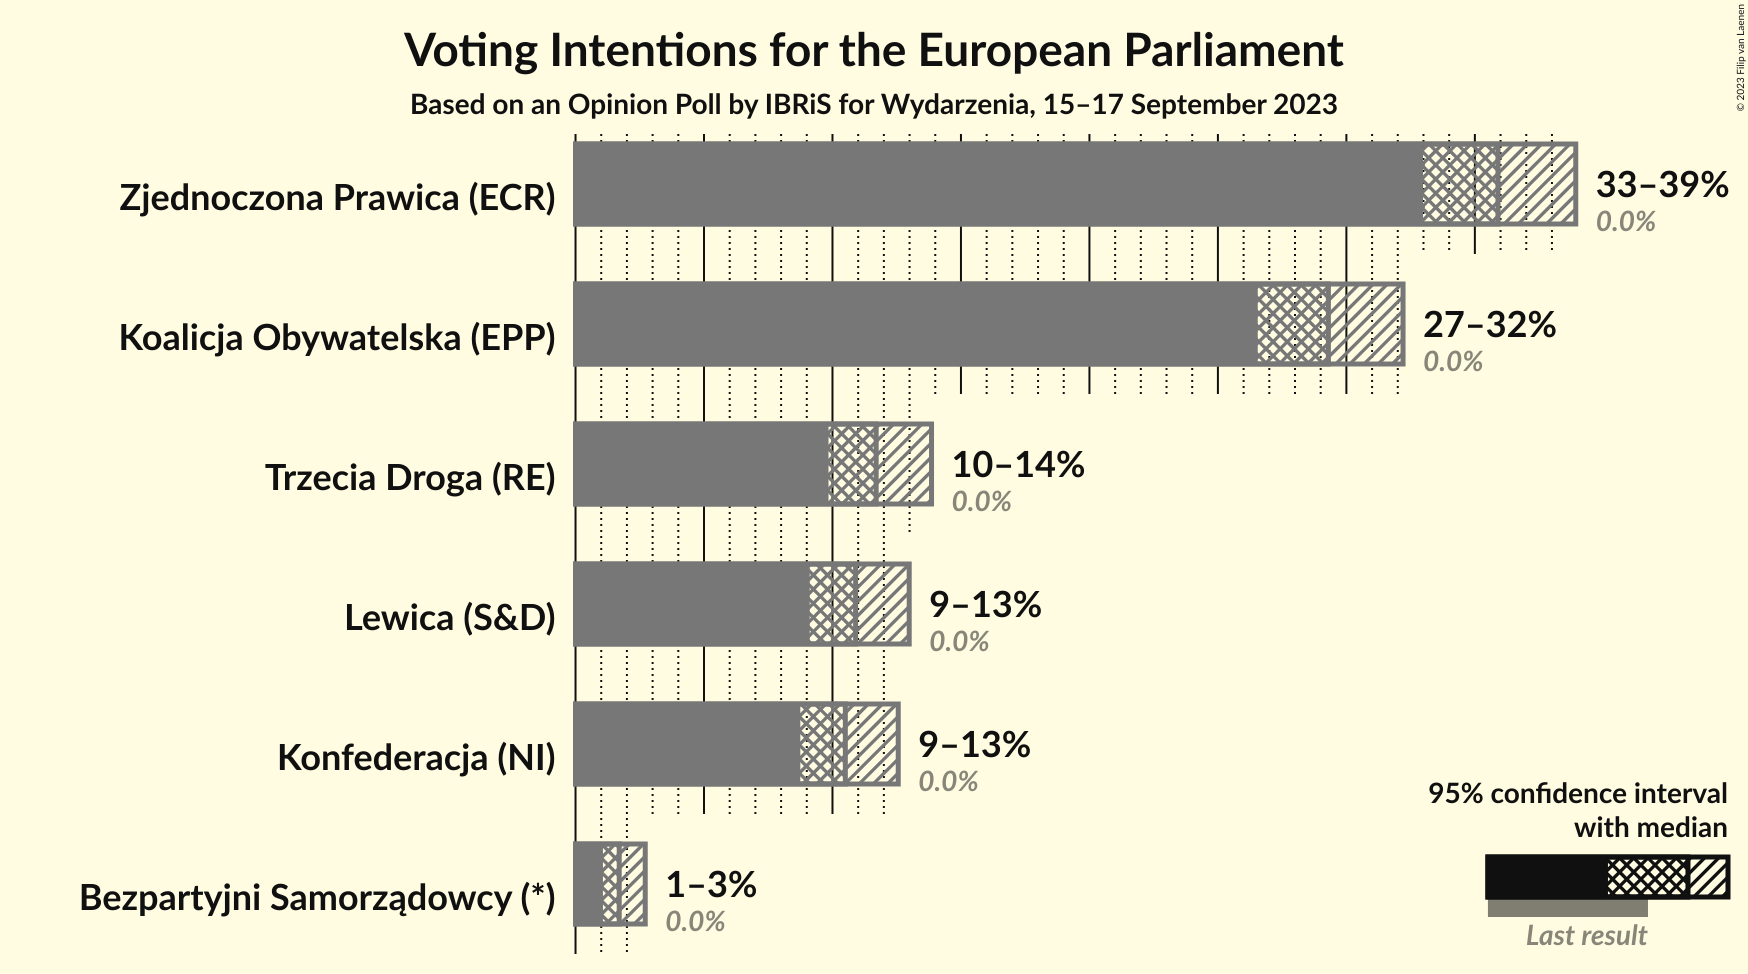 Voting Intentions for the European Parliament
Based on an Opinion Poll by IBRiS for Wydarzenia, 15–17 September 2023
© 2023 Filip van Laenen
Zjednoczona Prawica (ECR)
33–39%
0.0%
Koalicja Obywatelska (EPP)
27–32%
0.0%
Trzecia Droga (RE)
10–14%
0.0%
Lewica (S&D)
9–13%
0.0%
Konfederacja (NI)
9–13%
0.0%
Bezpartyjni Samorządowcy (*)
1–3%
0.0%
95% confidence interval
with median
Last result